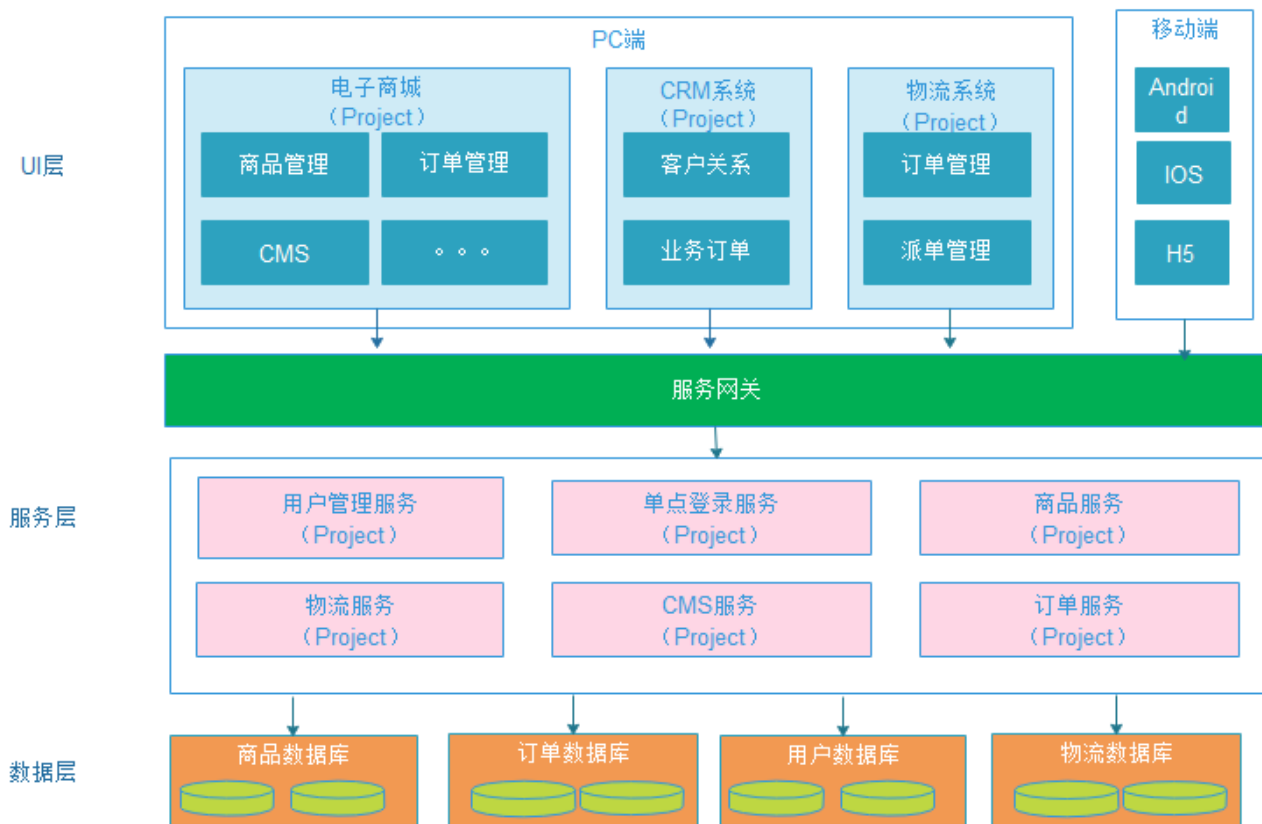 PC端
移动端
电子商城
（Project）
CRM系统
（Project）
物流系统
（Project）
Androi
d
UI层
商品管理
订单管理
客户关系
订单管理
IOS
CMS
。。。
业务订单
派单管理
H5
服务网关
服务层
用户管理服务
（Project）
单点登录服务
（Project）
商品服务
（Project）
物流服务
（Project）
CMS服务
（Project）
订单服务
（Project）
数据层
商品数据库
订单数据库
用户数据库
物流数据库